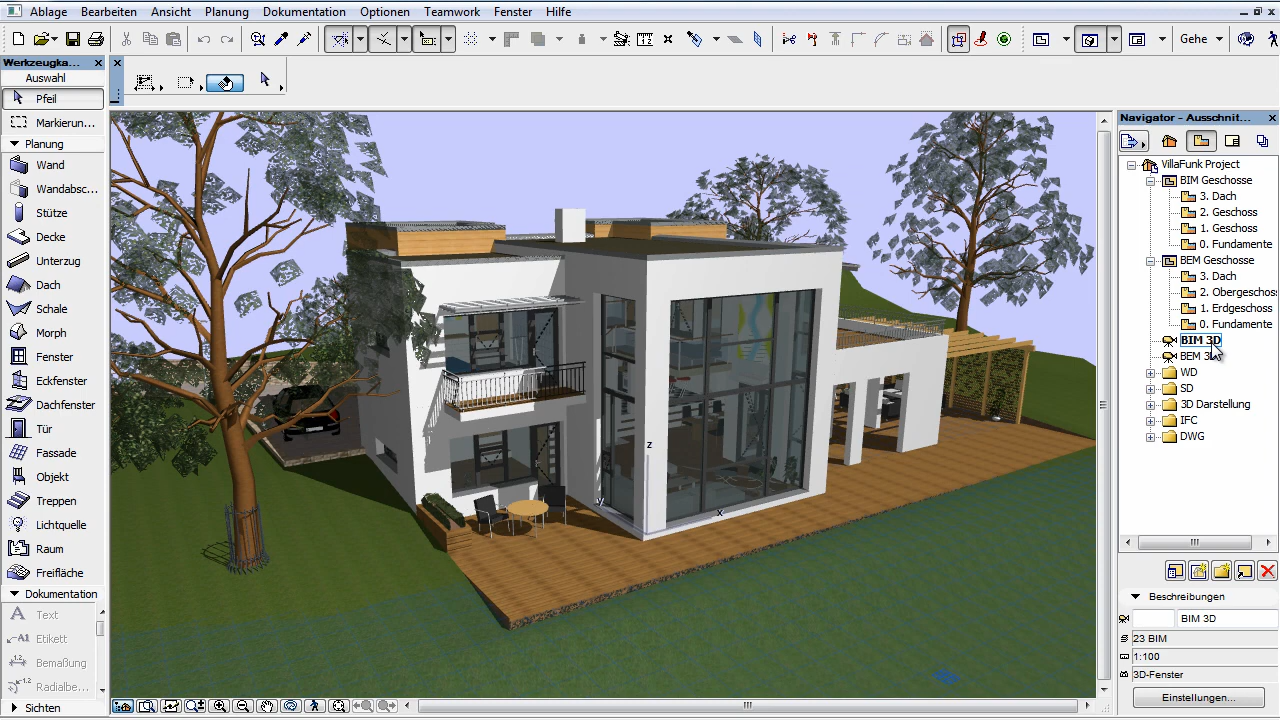 Ablage Bearbeiten Ansicht Planung Dokumentation Optionen Teamwork Fenster Hilfe
Gehe
Werkzeugka...
Auswahl
Pfeil
Markierun...
Planung
Wand
Wandabsc...
Stütze
Decke
Unterzug
Dach
Schale
Morph
Fenster
Eckfenster
Dachfenster
Tür
Fassade
Objekt
Treppen
Lichtquelle
Raum
Freifläche
Dokumentation
Text
A1 Etikett
1.2 Bemaßung
Radialbe...
Sichten
z
y
x
Navigator - Ausschnit...
VillaFunk Project
BIM Geschosse
3. Dach
2. Geschoss
1. Geschoss
0. Fundamente
BEM Geschosse
3. Dach
2. Obergeschos
1. Erdgeschoss
0. Fundamente
BIM 3D
BEM 3D
WD
SD
3D Darstellung
IFC
DWG
Beschreibungen
BIM 3D
23 BIM
1:100
3D-Fenster
Einstellungen...